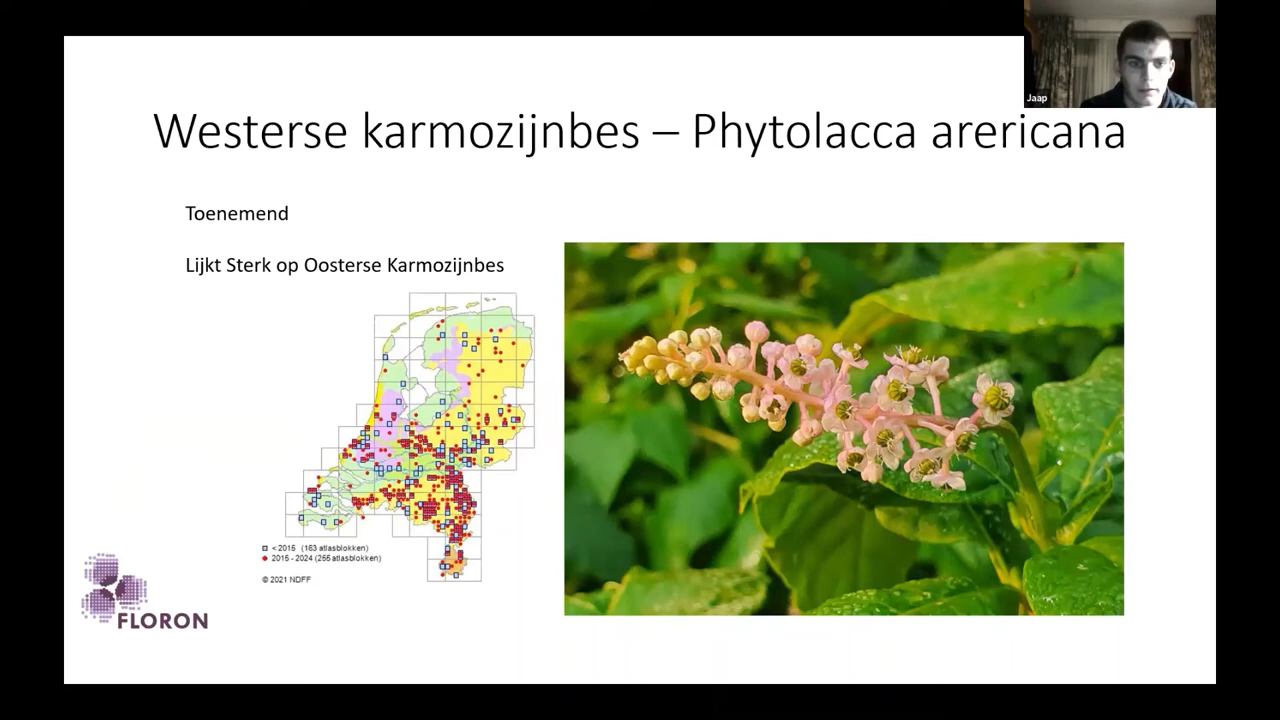 Jaap
Westerse karmozijnbes – Phytolacca arericana
Toenemend
Lijkt Sterk op Oosterse Karmozijnbes
< 2015 (163 atlasblokken)
2015 - 2024 (255 atlasblokken)
© 2021 NDFF
FLORON